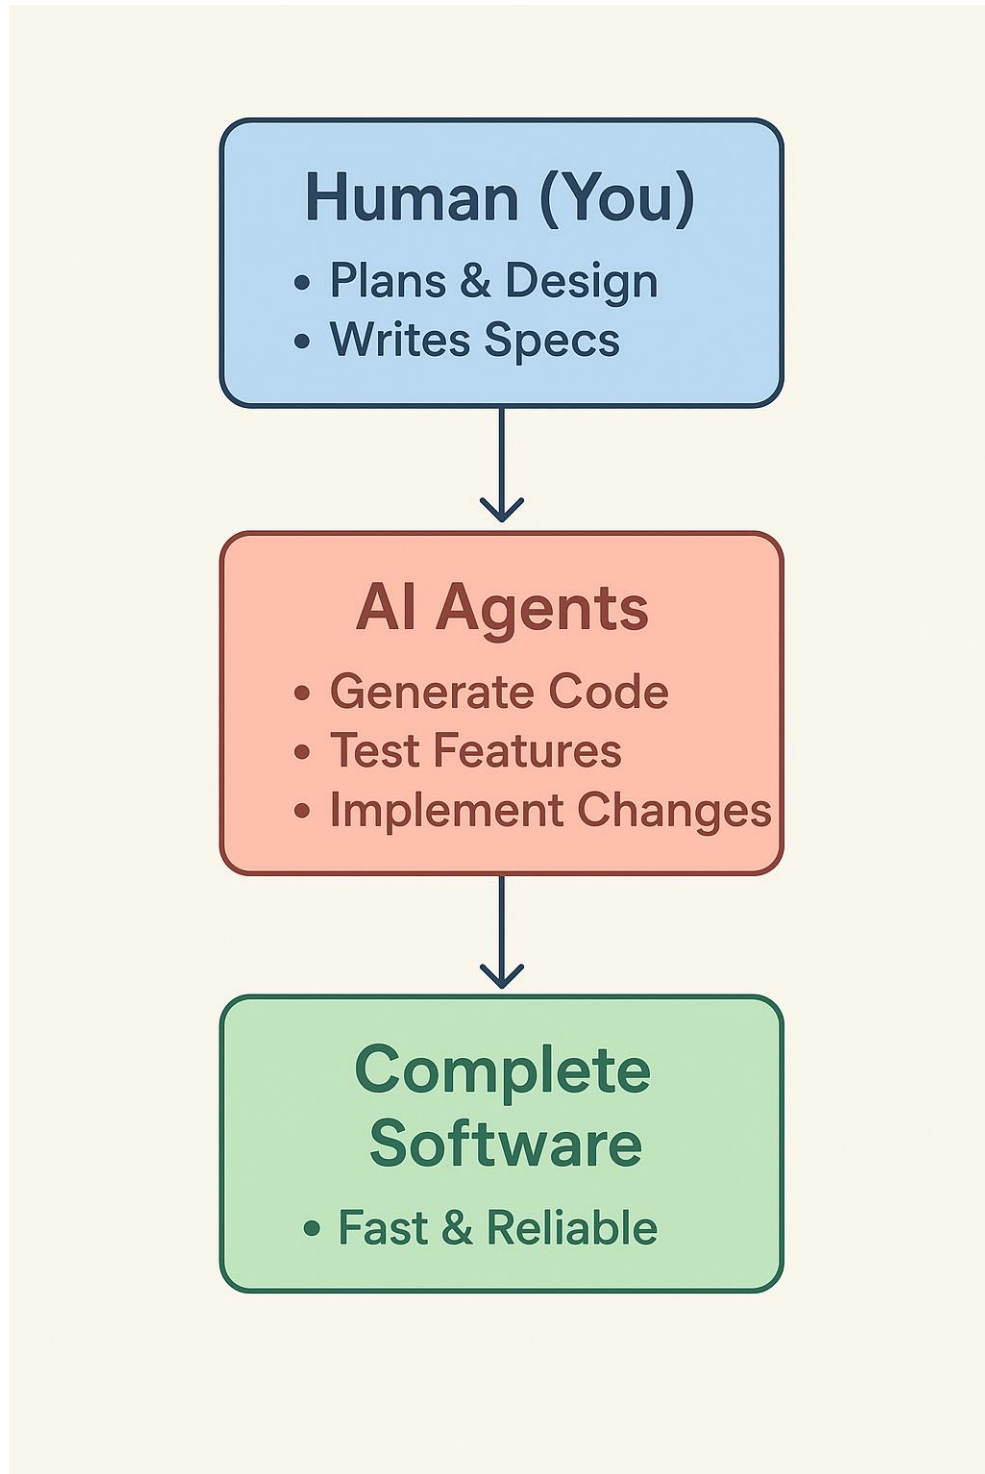 Human (You)
• Plans & Design
• Writes Specs
AI Agents
• Generate Code
• Test Features
• Implement Changes
Complete
Software
• Fast & Reliable